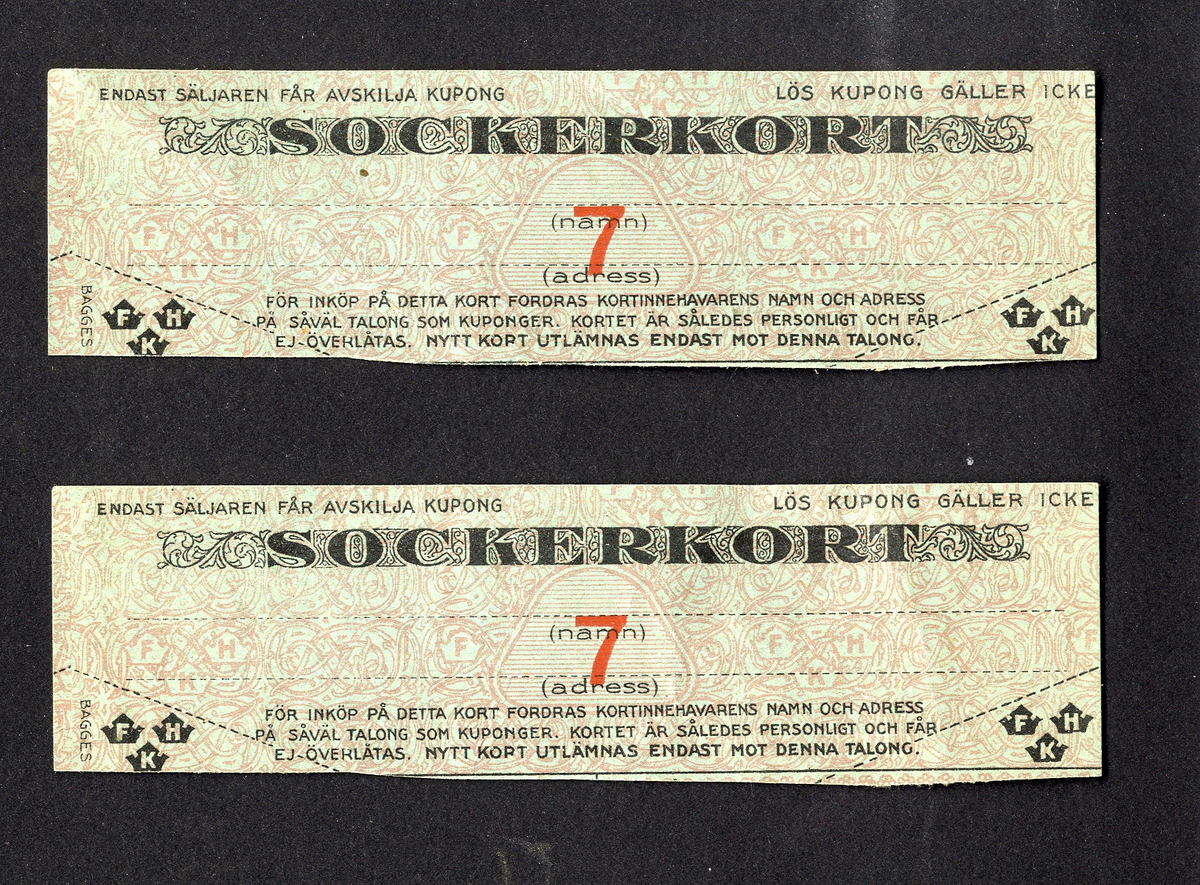 ENDAST SÄLJAREN FÅR AVSKILJA KUPONG LÖS KUPONG GÄLLER ICKE
SOCKERKORT
7
(namn)
(adress)
FÖR INKÖP PÅ DETTA KORT FORDRAS KORTINNEHAVARENS NAMN OCH ADRESS
PÅ SÅVÄL TALONG SOM KUPONGER. KORTET ÄR SÅLEDES PERSONLIGT OCH FÅR
EJ ÖVERLÅTAS. NYTT KORT UTLÄMNAS ENDAST MOT DENNA TALONG.
BAGGES
F H
K
F H
K
F H
K
F
F H
K
ENDAST SÄLJAREN FÅR AVSKILJA KUPONG LÖS KUPONG GÄLLER ICKE
SOCKERKORT
7
(namn)
(adress)
FÖR INKÖP PÅ DETTA KORT FORDRAS KORTINNEHAVARENS NAMN OCH ADRESS
PÅ SÅVÄL TALONG SOM KUPONGER. KORTET ÄR SÅLEDES PERSONLIGT OCH FÅR
EJ ÖVERLÅTAS. NYTT KORT UTLÄMNAS ENDAST MOT DENNA TALONG.
BAGGES
F H
K
F H
K
F H
K
F
F H